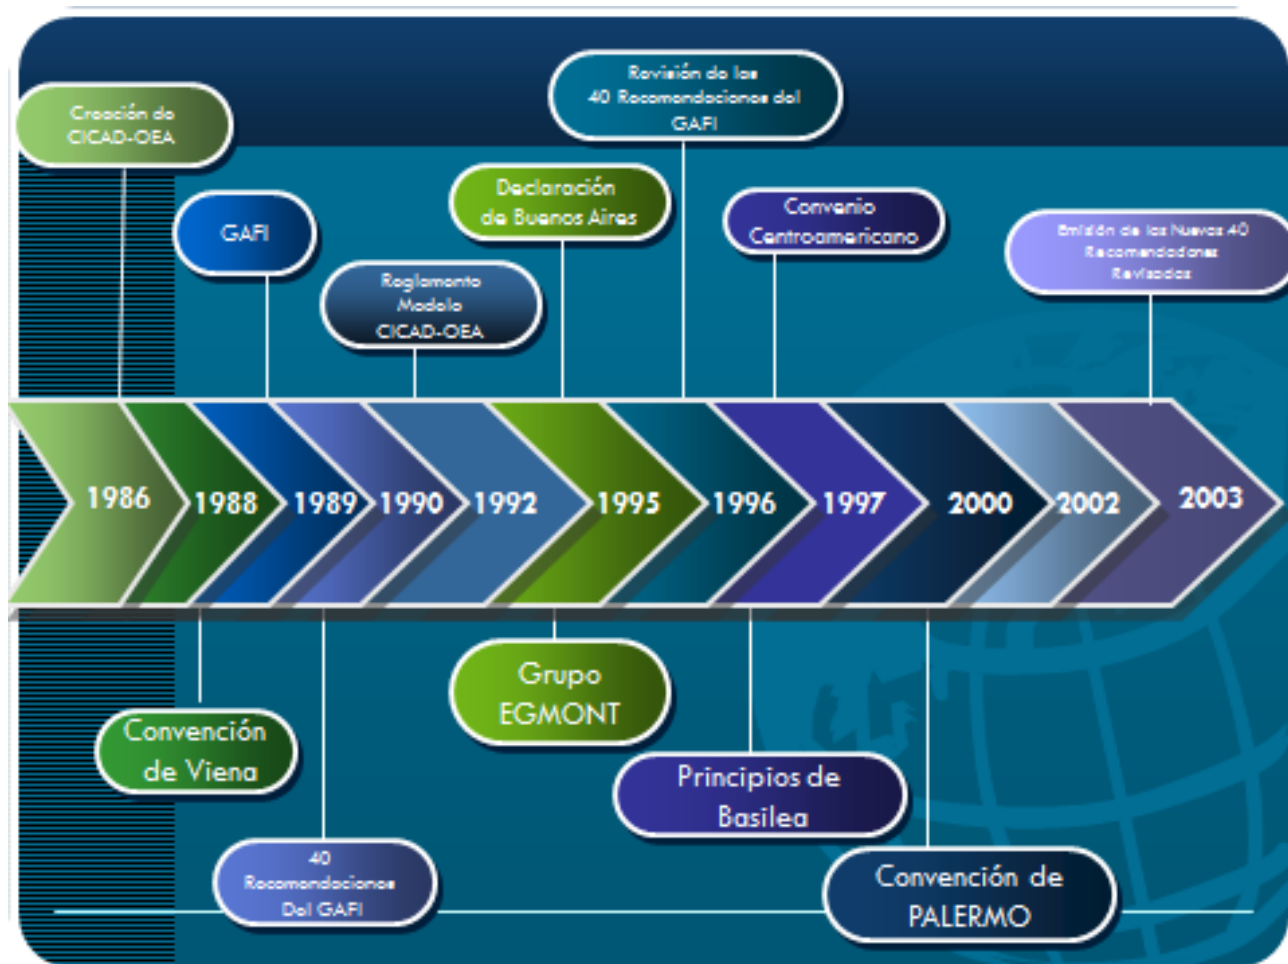 Revisión de las
40 Recomendaciones del
GAFI
Creación de
CICAD-OEA
Declaración
de Buenos Aires
Convenio
Centroamericano
GAFI
Emisión de las Nuevas 40
Recomendaciones
Revisadas
Reglamento
Modelo
CICAD-OEA
1986
1988
1989
1990
1992
1995
1996
1997
2000
2002
2003
Grupo
EGMONT
Convención
de Viena
Principios de
Basilea
40
Recomendaciones
Del GAFI
Convención de
PALERMO